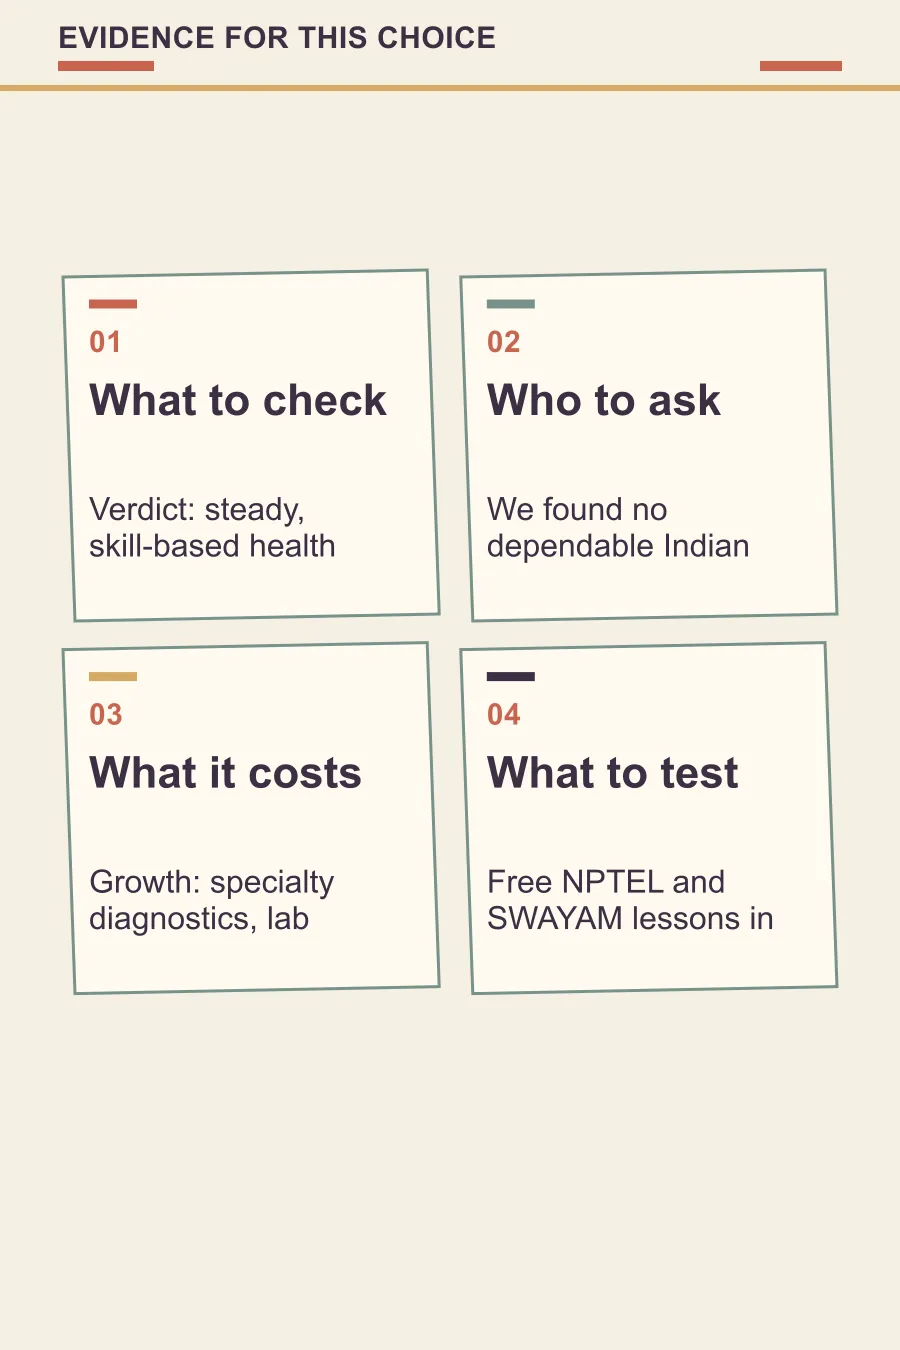 EVIDENCE FOR THIS CHOICE
01
What to check
Verdict: steady,
skill-based health
02
Who to ask
We found no
dependable Indian
03
What it costs
Growth: specialty
diagnostics, lab
04
What to test
Free NPTEL and
SWAYAM lessons in